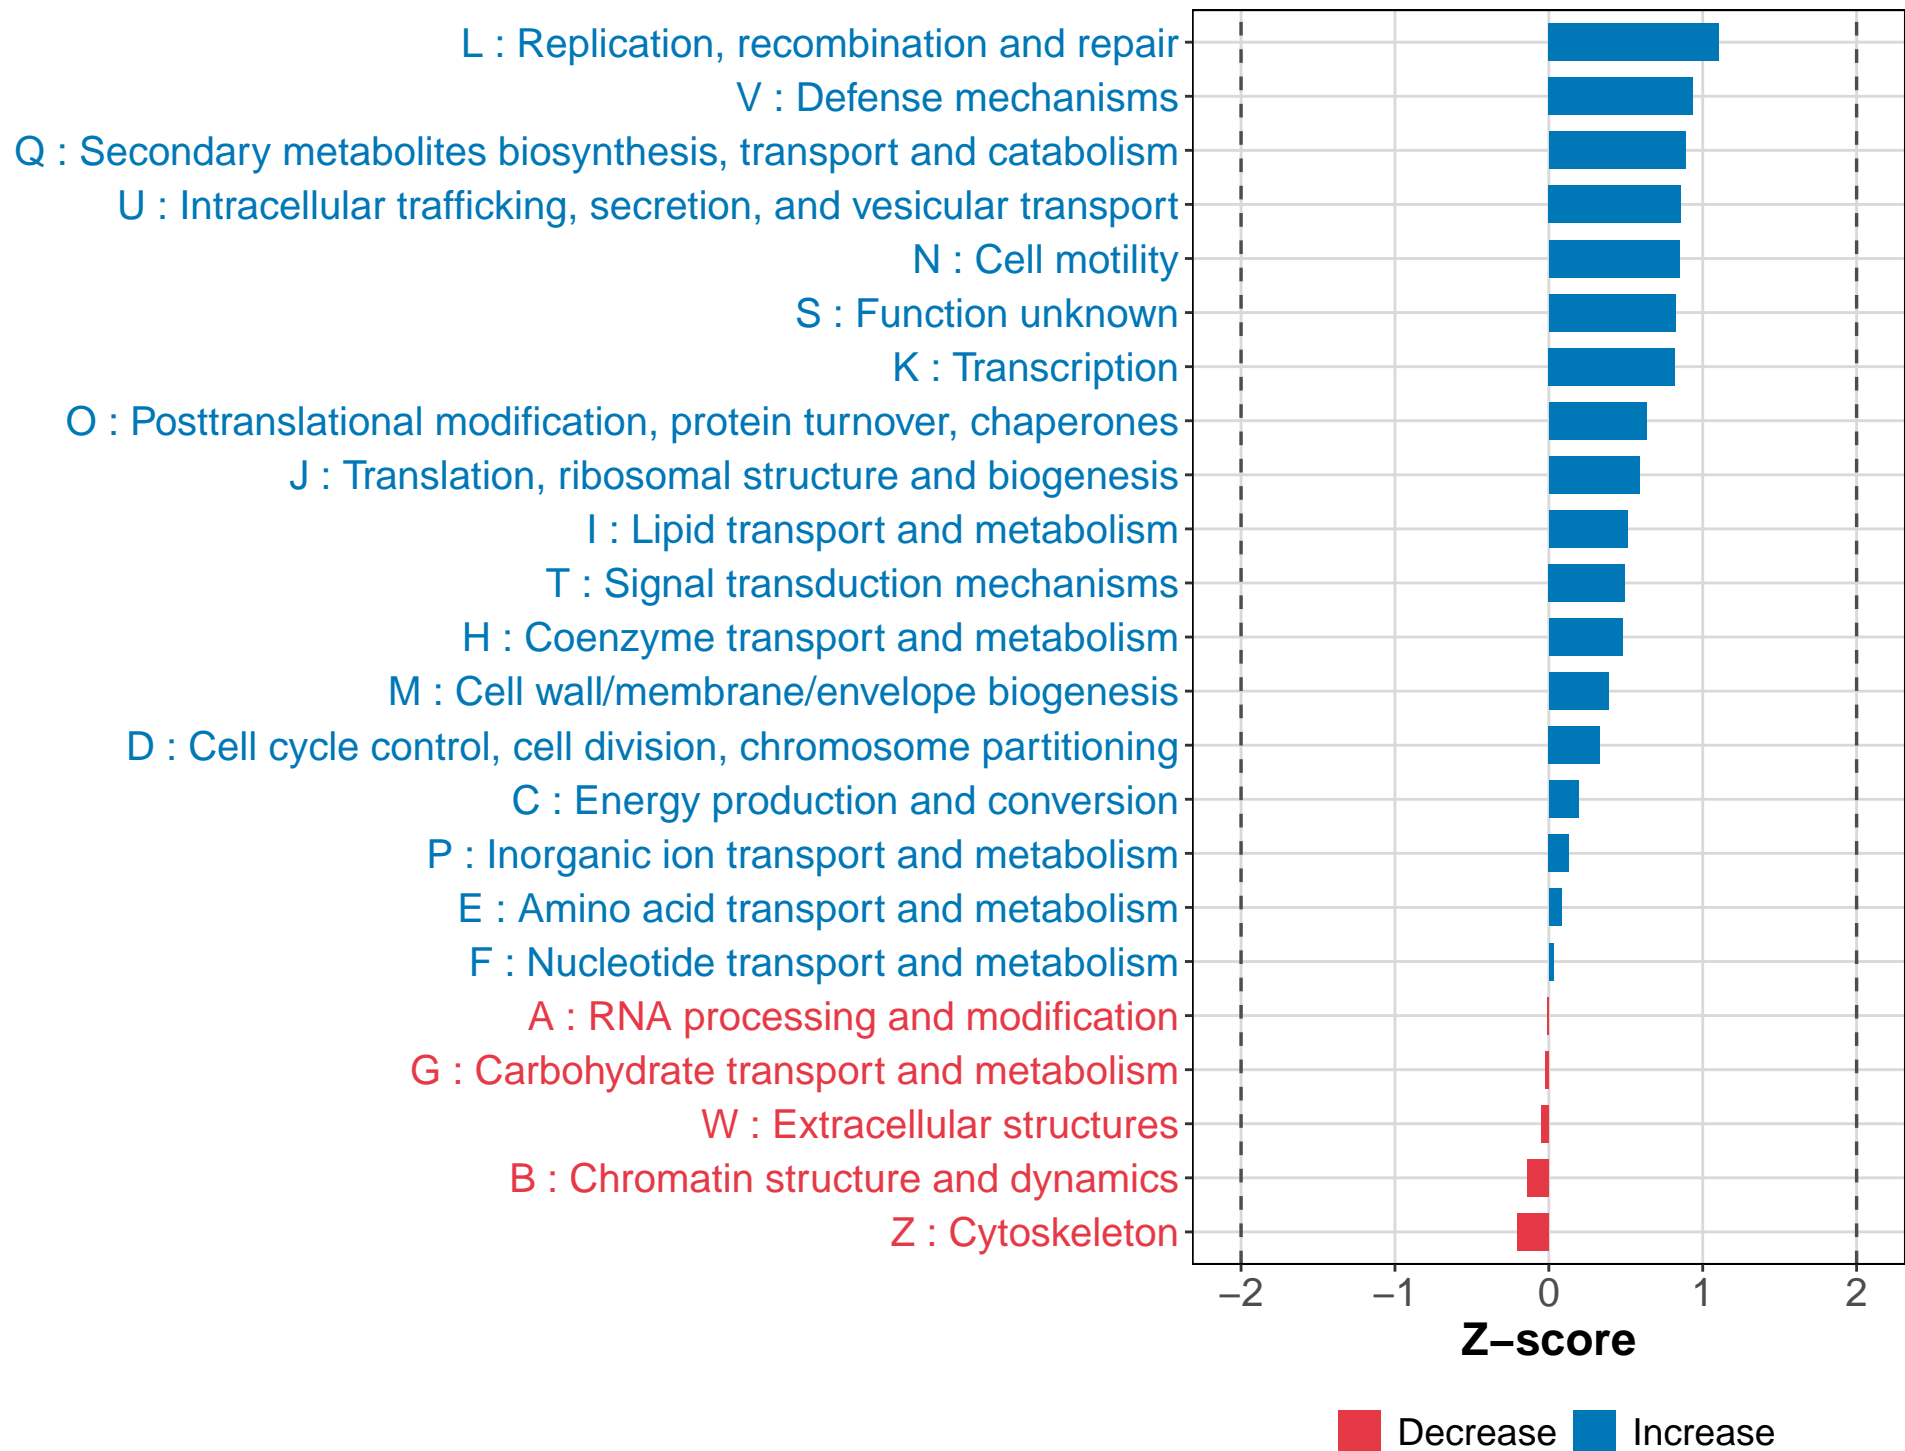 L : Replication, recombination and repair
V : Defense mechanisms
Q : Secondary metabolites biosynthesis, transport and catabolism
U : Intracellular trafficking, secretion, and vesicular transport
N : Cell motility
S : Function unknown
K : Transcription
O : Posttranslational modification, protein turnover, chaperones
J : Translation, ribosomal structure and biogenesis
I : Lipid transport and metabolism
T : Signal transduction mechanisms
H : Coenzyme transport and metabolism
M : Cell wall/membrane/envelope biogenesis
D : Cell cycle control, cell division, chromosome partitioning
C : Energy production and conversion
P : Inorganic ion transport and metabolism
E : Amino acid transport and metabolism
F : Nucleotide transport and metabolism
A : RNA processing and modification
G : Carbohydrate transport and metabolism
W : Extracellular structures
B : Chromatin structure and dynamics
Z : Cytoskeleton
−2 −1 0 1 2
Z−score
Decrease Increase